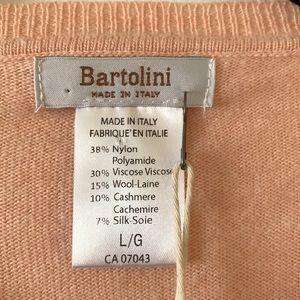 Bartolini
MADE IN ITALY
MADE IN ITALY
FABRIQUE' EN ITALIE
38% Nylon
Polyamide
30% Viscose Viscose
15% Wool-Laine
10% Cashmere
Cachemire
7% Silk-Soie
L/G
CA 07043